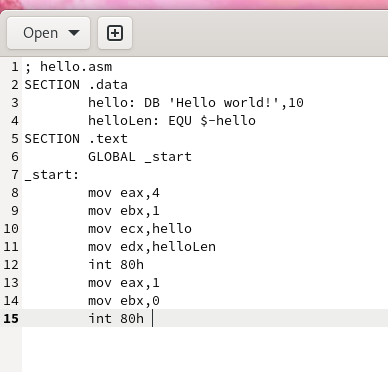 Open
1 ; hello.asm
2 SECTION .data
3         hello: DB 'Hello world!',10
4         helloLen: EQU $-hello
5 SECTION .text
6         GLOBAL _start
7 _start:
8         mov eax,4
9         mov ebx,1
10         mov ecx,hello
11         mov edx,helloLen
12         int 80h
13         mov eax,1
14         mov ebx,0
15         int 80h